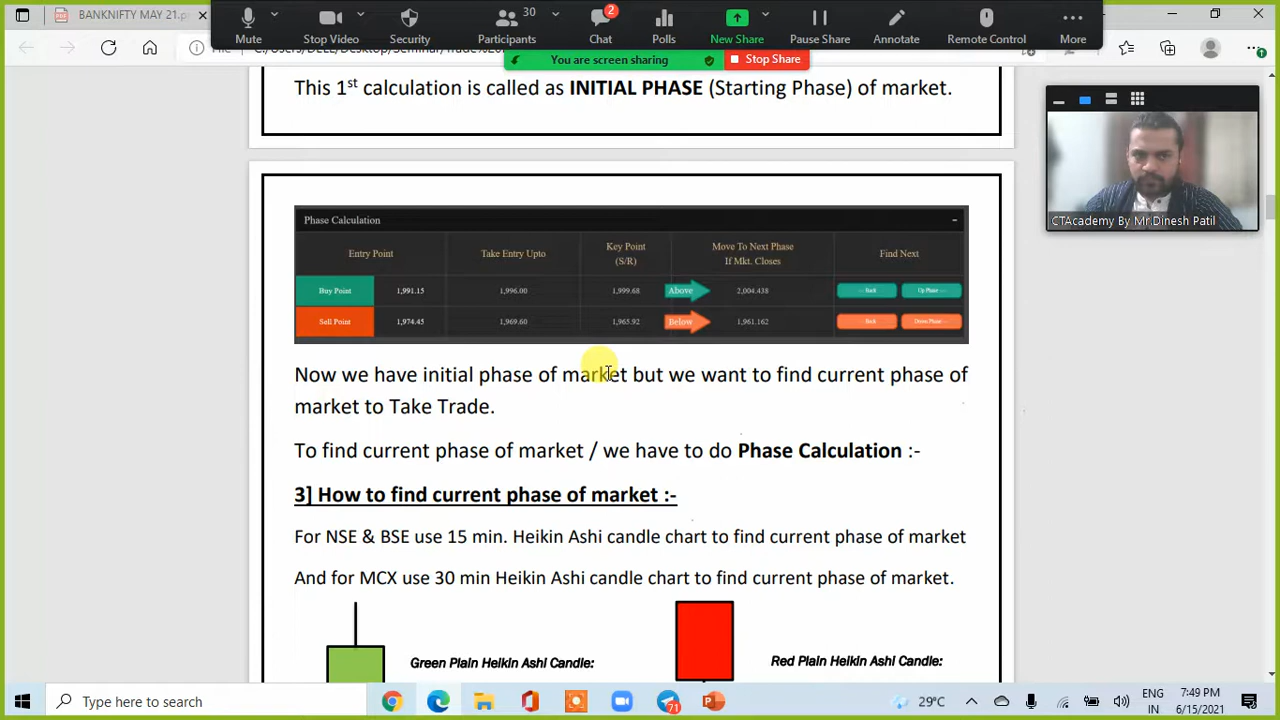 BANKNIFTY MAY 21.p
Mute
Stop Video
Security
30
Participants
2
Chat
Polls
New Share
Pause Share
Annotate
Remote Control
More
You are screen sharing
Stop Share
This 1st calculation is called as INITIAL PHASE (Starting Phase) of market.
CTAcademy By Mr.Dinesh Patil
Phase Calculation
Entry Point
Take Entry Upto
Key Point
(S/R)
Move To Next Phase
If Mkt. Closes
Find Next
Buy Point 1,991.15 1,996.00 1,999.68 Above 2,004.438 Back Up Phase
Sell Point 1,974.45 1,969.60 1,965.92 Below 1,961.162 Back Down Phase
Now we have initial phase of market but we want to find current phase of
market to Take Trade.
To find current phase of market / we have to do Phase Calculation :-
3] How to find current phase of market :-
For NSE & BSE use 15 min. Heikin Ashi candle chart to find current phase of market
And for MCX use 30 min Heikin Ashi candle chart to find current phase of market.
Green Plain Heikin Ashi Candle:
Red Plain Heikin Ashi Candle:
Type here to search
71
29°C
ENG
IN
7:49 PM
6/15/2021